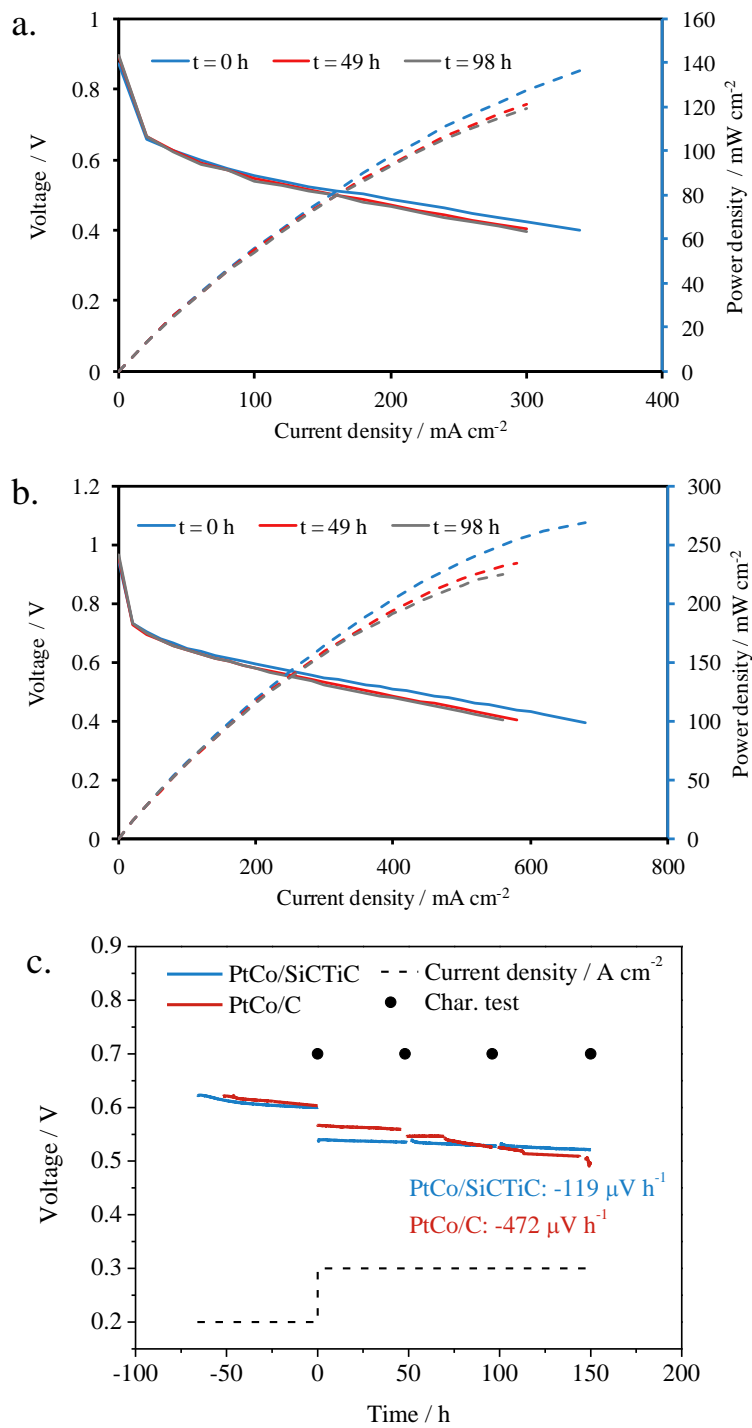 a.
t = 0 h t = 49 h t = 98 h
Voltage / V
Power density / mW cm-2
1
0.8
0.6
0.4
0.2
0
160
140
120
100
80
60
40
20
0
0 100 200 300 400
Current density / mA cm-2
b.
t = 0 h t = 49 h t = 98 h
Voltage / V
Power density / mW cm-2
1.2
1
0.8
0.6
0.4
0.2
0
300
250
200
150
100
50
0
0 200 400 600 800
Current density / mA cm-2
c.
PtCo/SiCTiC Current density / A cm-2
PtCo/C Char. test
Voltage / V
0.9
0.8
0.7
0.6
0.5
0.4
0.3
0.2
PtCo/SiCTiC: -119 µV h-1
PtCo/C: -472 µV h-1
-100 -50 0 50 100 150 200
Time / h